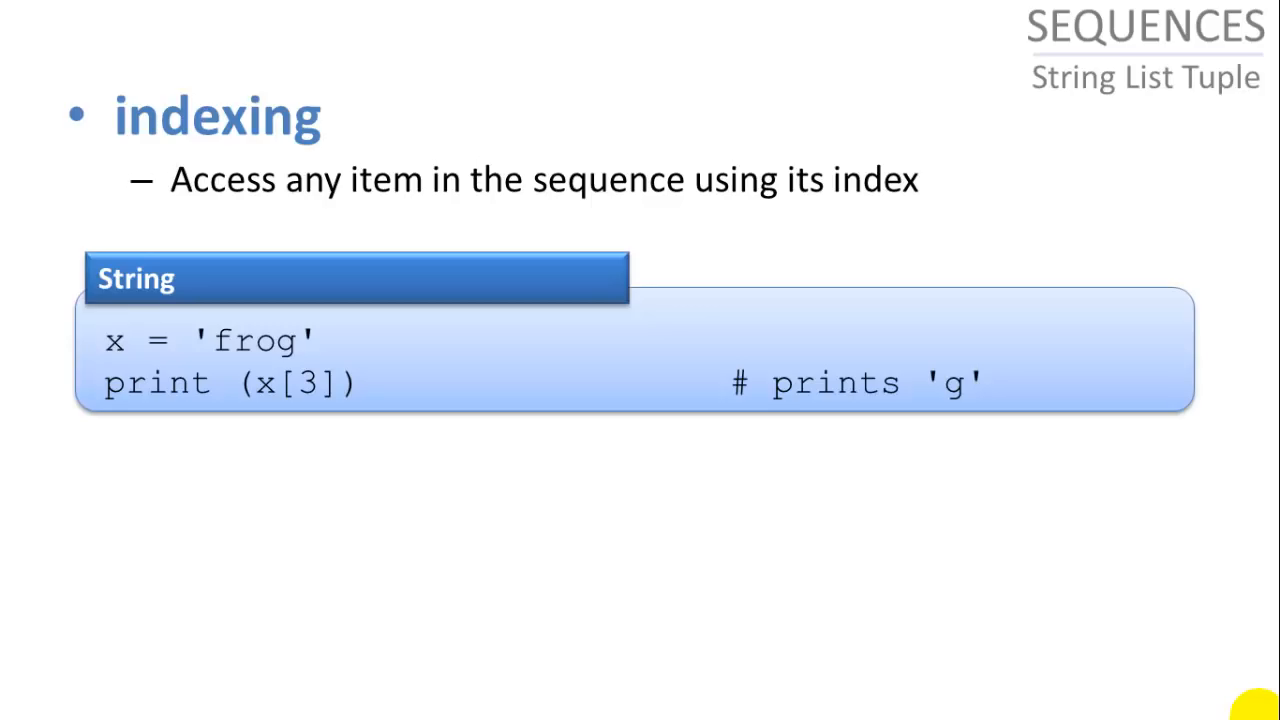 SEQUENCES
String List Tuple
• indexing
– Access any item in the sequence using its index
String
x = 'frog'
print (x[3]) # prints 'g'